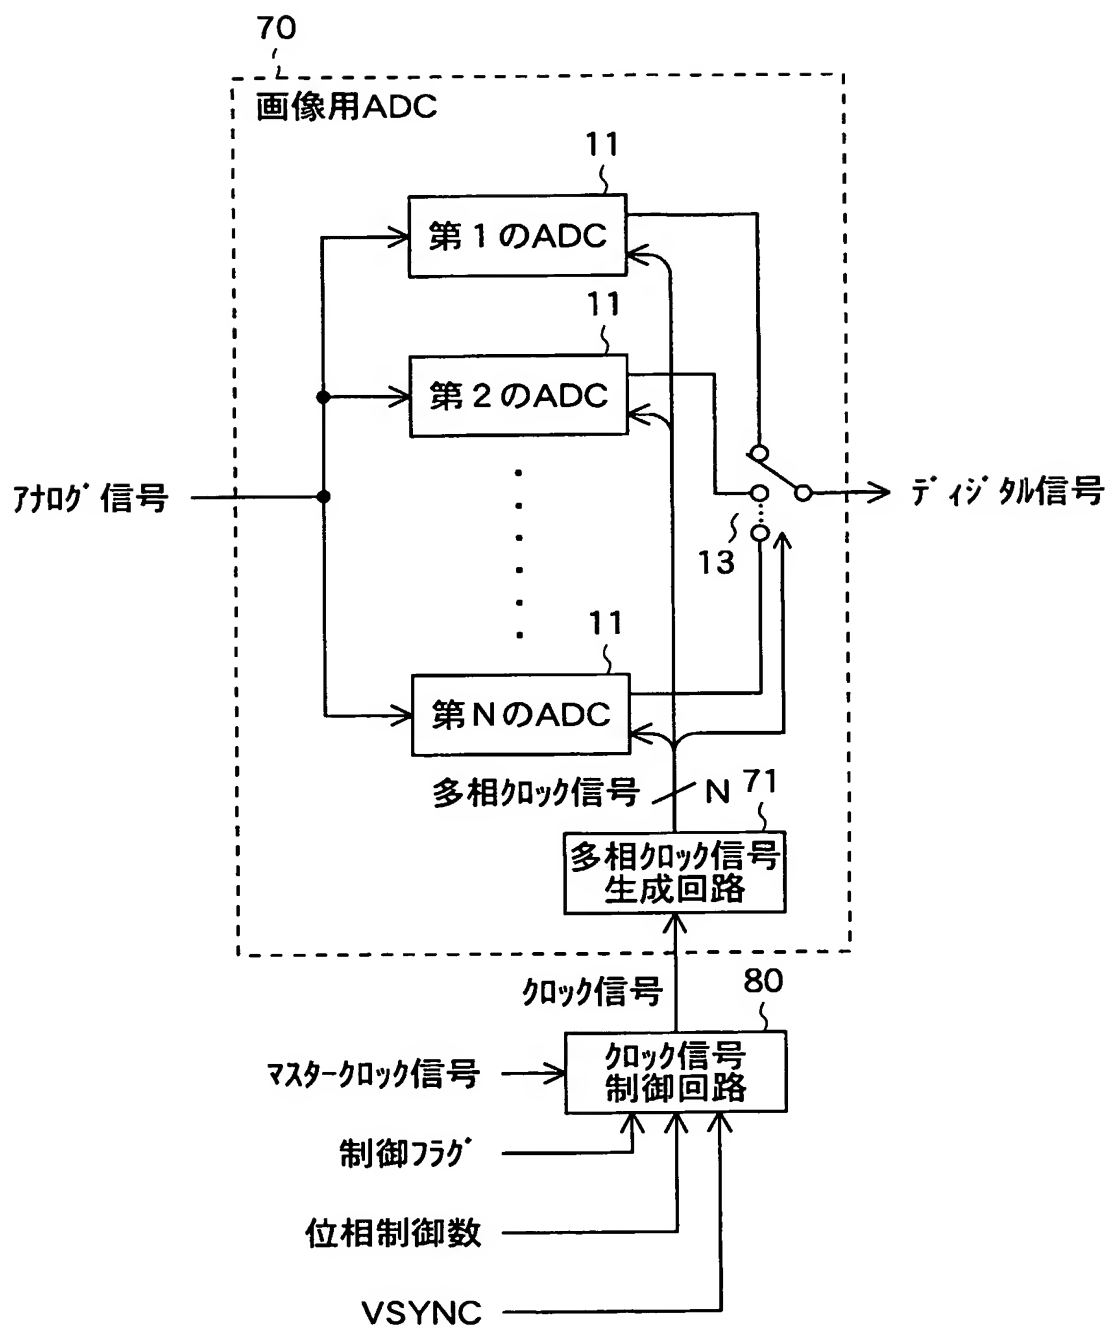 70
画像用ADC
11
第1のADC
11
第2のADC
アナログ信号
ディジタル信号
13
11
第NのADC
多相クロック信号
N
71
多相クロック信号
生成回路
クロック信号
80
マスタークロック信号
クロック信号
制御回路
制御フラグ
位相制御数
VSYNC